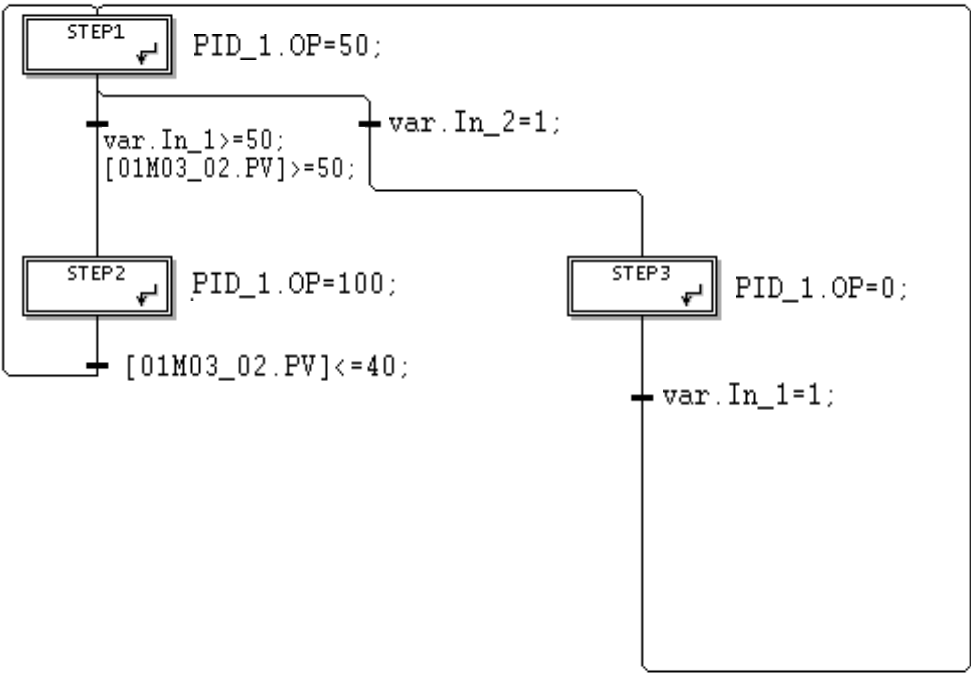 STEP1
PID_1.OP=50;
var.In_2=1;
var.In_1>=50;
[01M03_02.PV]>=50;
STEP2
PID_1.OP=100;
STEP3
PID_1.OP=0;
[01M03_02.PV]<=40;
var.In_1=1;